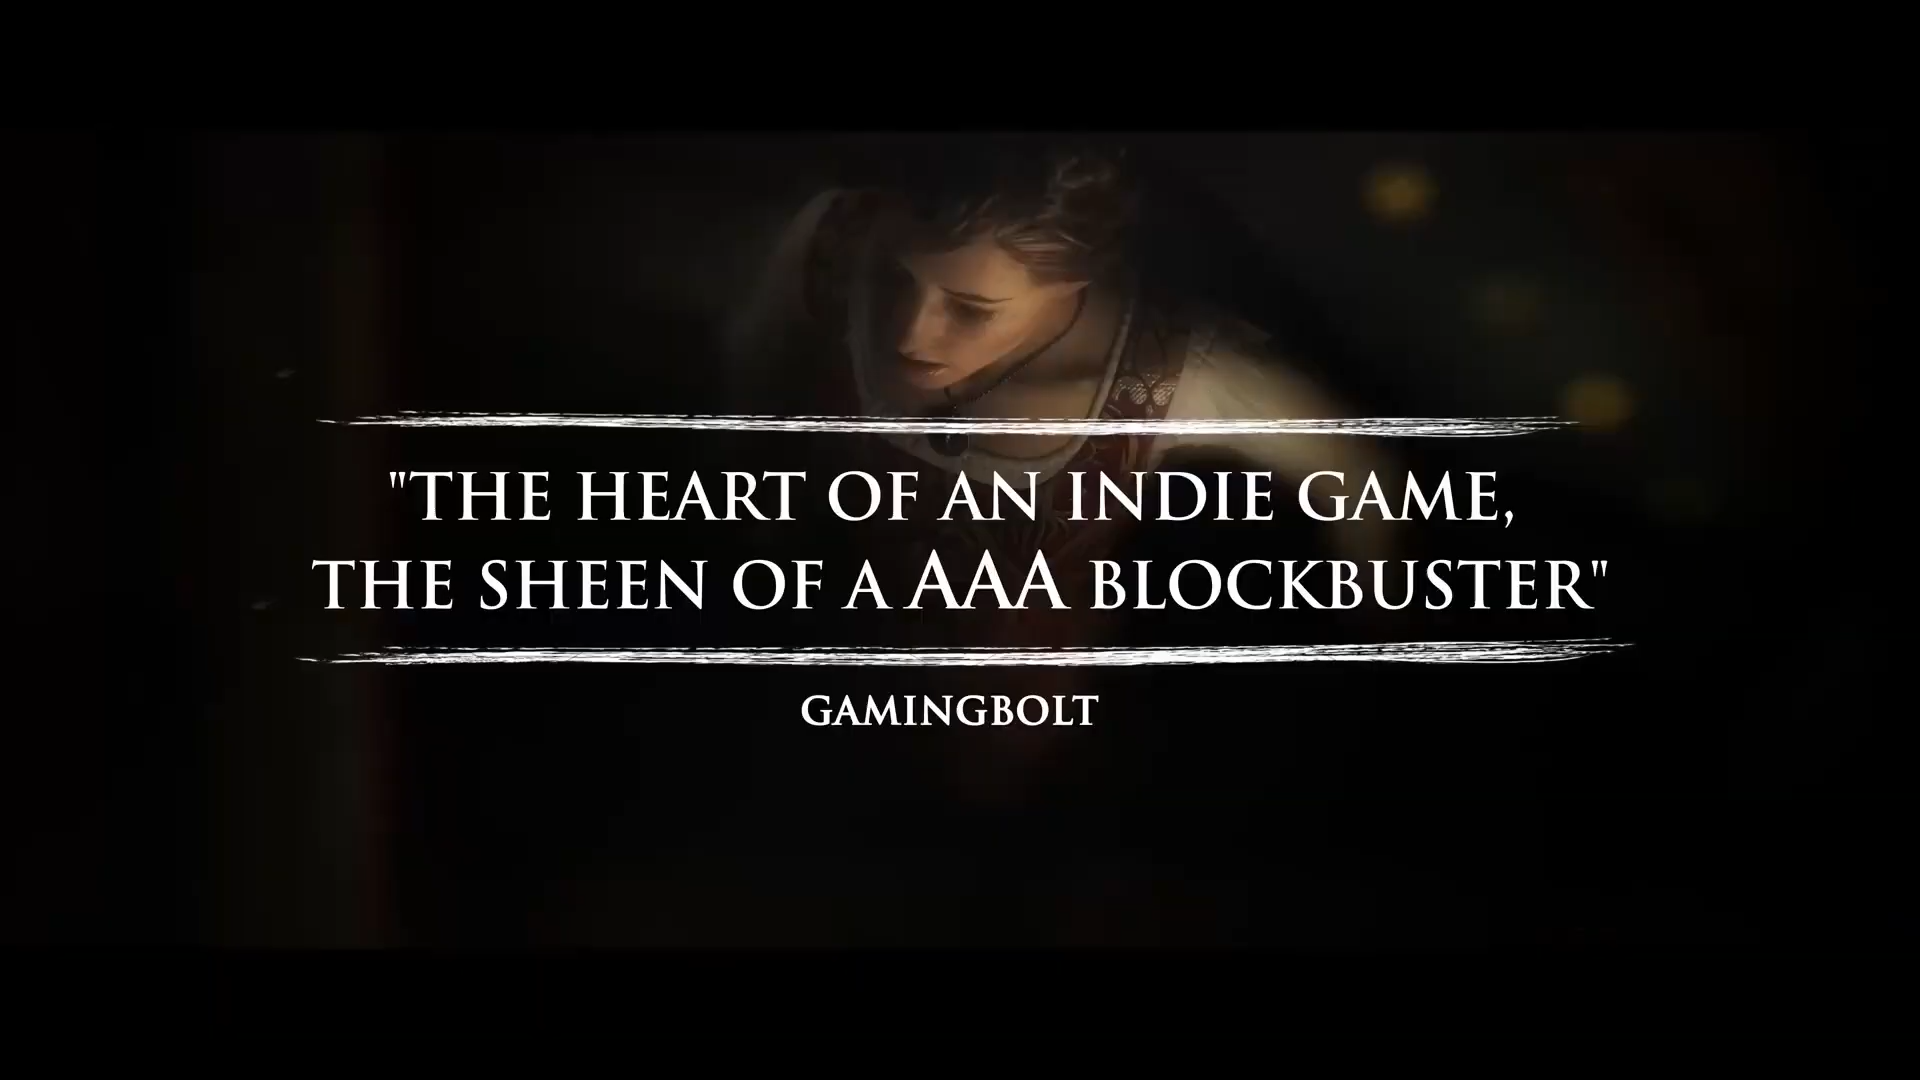 "THE HEART OF AN INDIE GAME,
THE SHEEN OF A AAA BLOCKBUSTER"
GAMINGBOLT